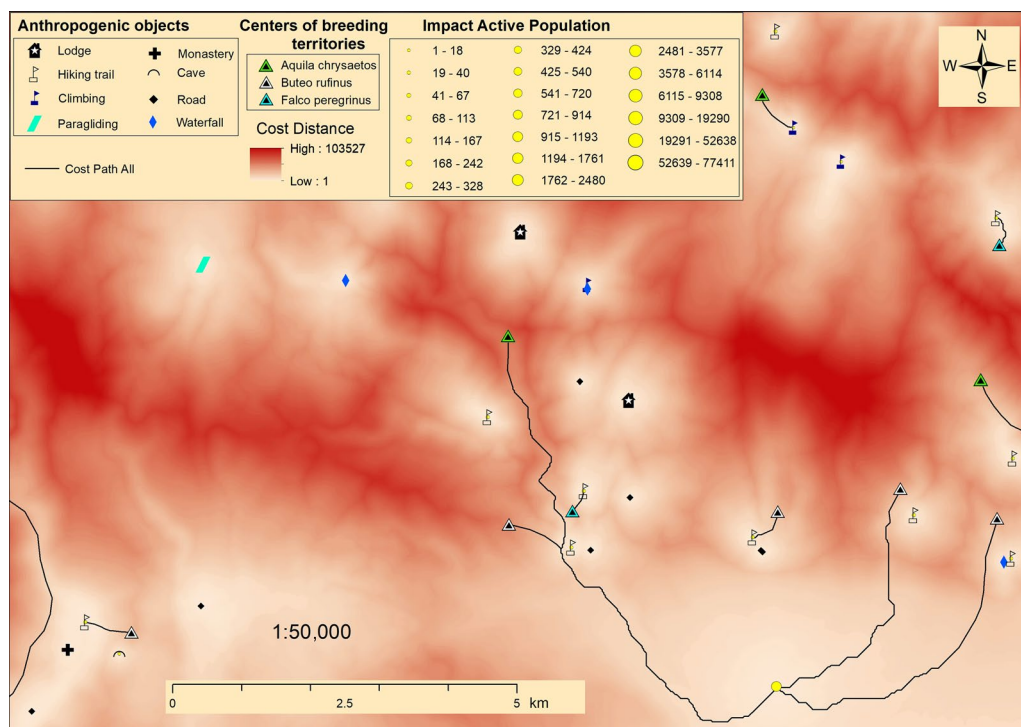 Anthropogenic objects
Lodge
Hiking trail
Climbing
Paragliding
Monastery
Cave
Road
Waterfall
Cost Path All
Centers of breeding
territories
Aquila chrysaetos
Buteo rufinus
Falco peregrinus
Cost Distance
High : 103527
Low : 1
Impact Active Population
1 - 18
19 - 40
41 - 67
68 - 113
114 - 167
168 - 242
243 - 328
329 - 424
425 - 540
541 - 720
721 - 914
915 - 1193
1194 - 1761
1762 - 2480
2481 - 3577
3578 - 6114
6115 - 9308
9309 - 19290
19291 - 52638
52639 - 77411
N
W E
S
1:50,000
0 2.5 5 km